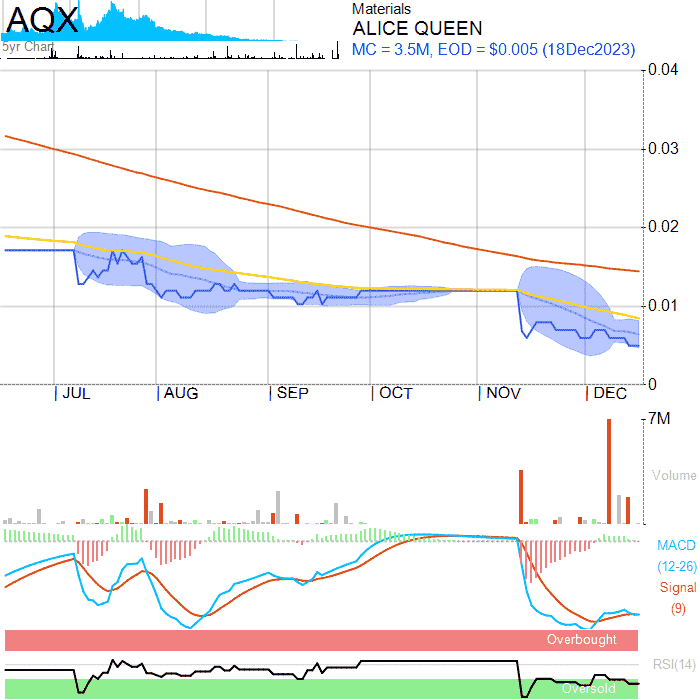 AQX
5yr Chart
Materials
ALICE QUEEN
MC = 3.5M, EOD = $0.005 (18Dec2023)
0.04
0.03
0.02
0.01
0
JUL AUG SEP OCT NOV DEC
7M
Volume
MACD
(12-26)
Signal
(9)
Overbought
RSI(14)
Oversold